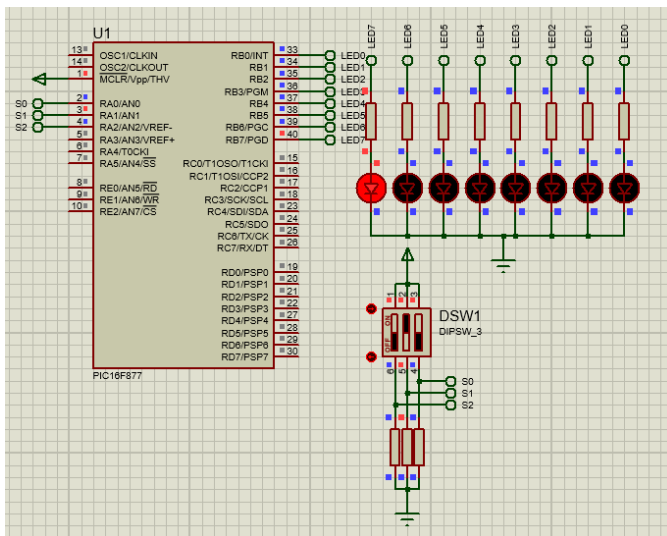 U1
13 OSC1/CLKIN
14 OSC2/CLKOUT
1 MCLR/Vpp/THV
S0 2 RA0/AN0
S1 3 RA1/AN1
S2 4 RA2/AN2/VREF-
5 RA3/AN3/VREF+
6 RA4/T0CKI
7 RA5/AN4/SS
8 RE0/AN5/RD
9 RE1/AN6/WR
10 RE2/AN7/CS
RB0/INT 33 LED0
RB1 34 LED1
RB2 35 LED2
RB3/PGM 36 LED3
RB4 37 LED4
RB5 38 LED5
RB6/PGC 39 LED6
RB7/PGD 40 LED7
RC0/T1OSO/T1CKI 15
RC1/T1OSI/CCP2 16
RC2/CCP1 17
RC3/SCK/SCL 18
RC4/SDI/SDA 23
RC5/SDO 24
RC6/TX/CK 25
RC7/RX/DT 26
RD0/PSP0 19
RD1/PSP1 20
RD2/PSP2 21
RD3/PSP3 22
RD4/PSP4 27
RD5/PSP5 28
RD6/PSP6 29
RD7/PSP7 30
PIC16F877
LED7 LED6 LED5 LED4 LED3 LED2 LED1 LED0
1 2 3
DSW1
DIPSW_3
ON
OFF
6 5 4
S0
S1
S2